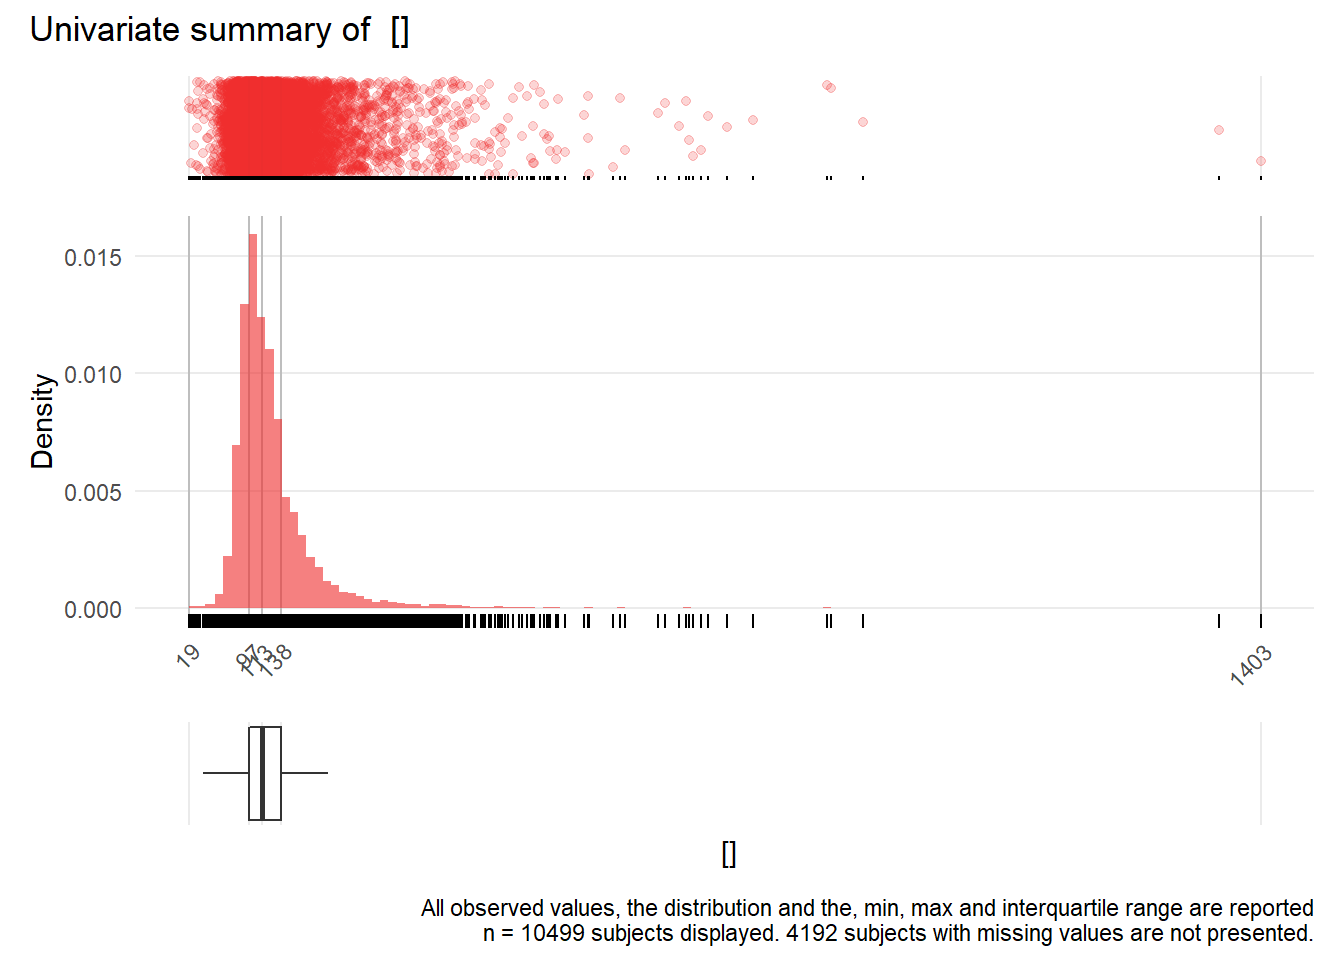 Univariate summary of  []
0.015
0.010
0.005
0.000
Density
19
97
113
138
1403
[]
All observed values, the distribution and the, min, max and interquartile range are reported
n = 10499 subjects displayed. 4192 subjects with missing values are not presented.